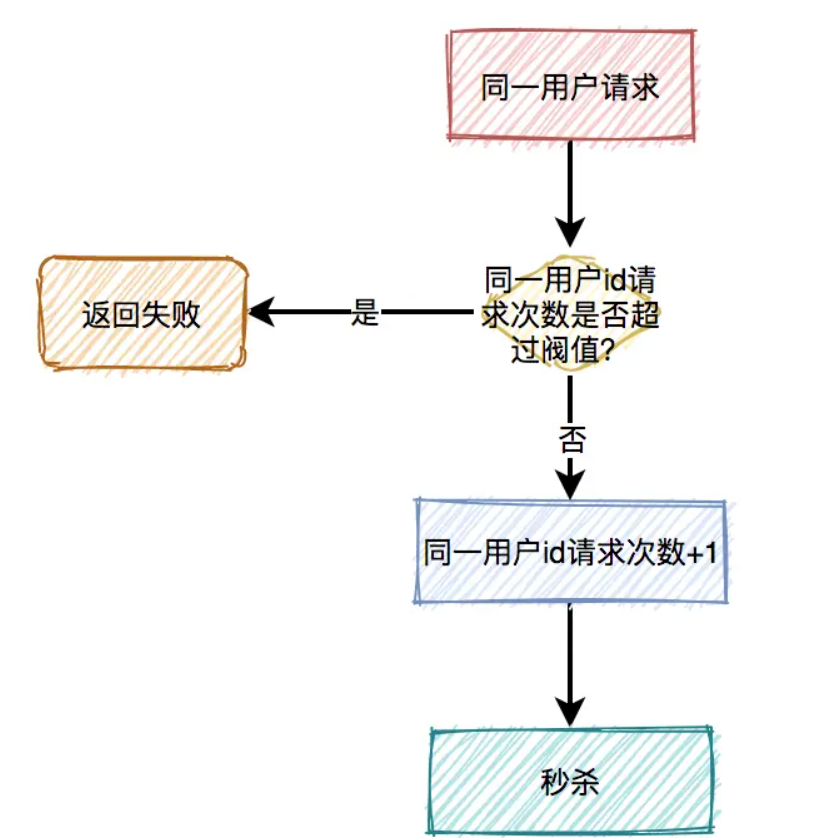 同一用户请求
同一用户id请
求次数是否超
过阀值?
是
返回失败
否
同一用户id请求次数+1
秒杀